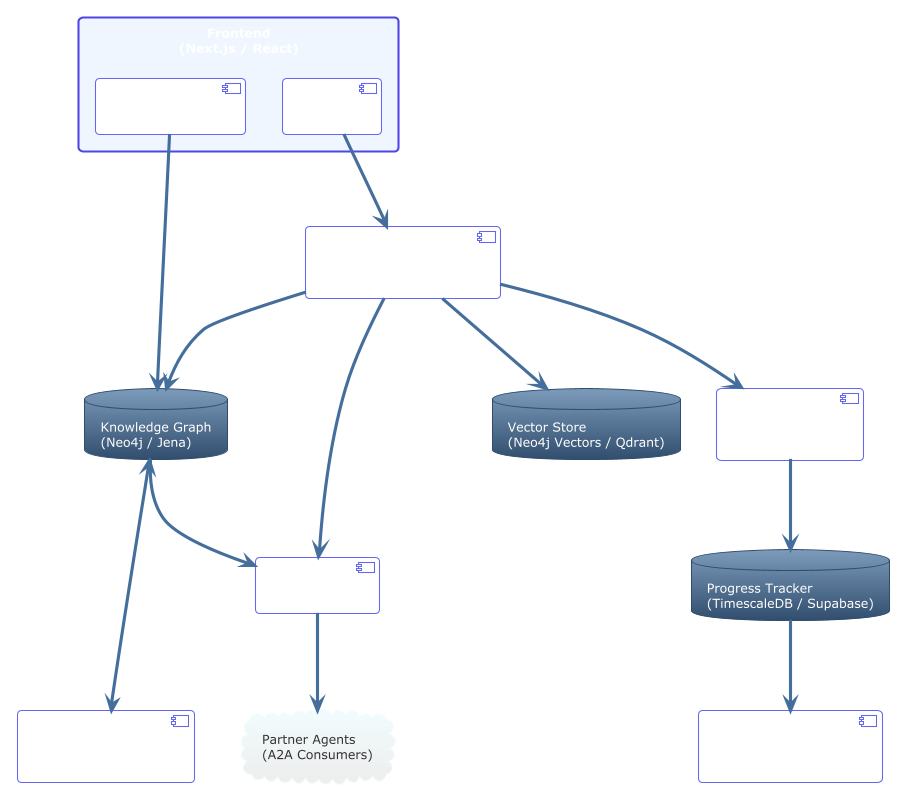 Frontend
(Next.js / React)
Knowledge Graph
(Neo4j / Jena)
Vector Store
(Neo4j Vectors / Qdrant)
Progress Tracker
(TimescaleDB / Supabase)
Partner Agents
(A2A Consumers)